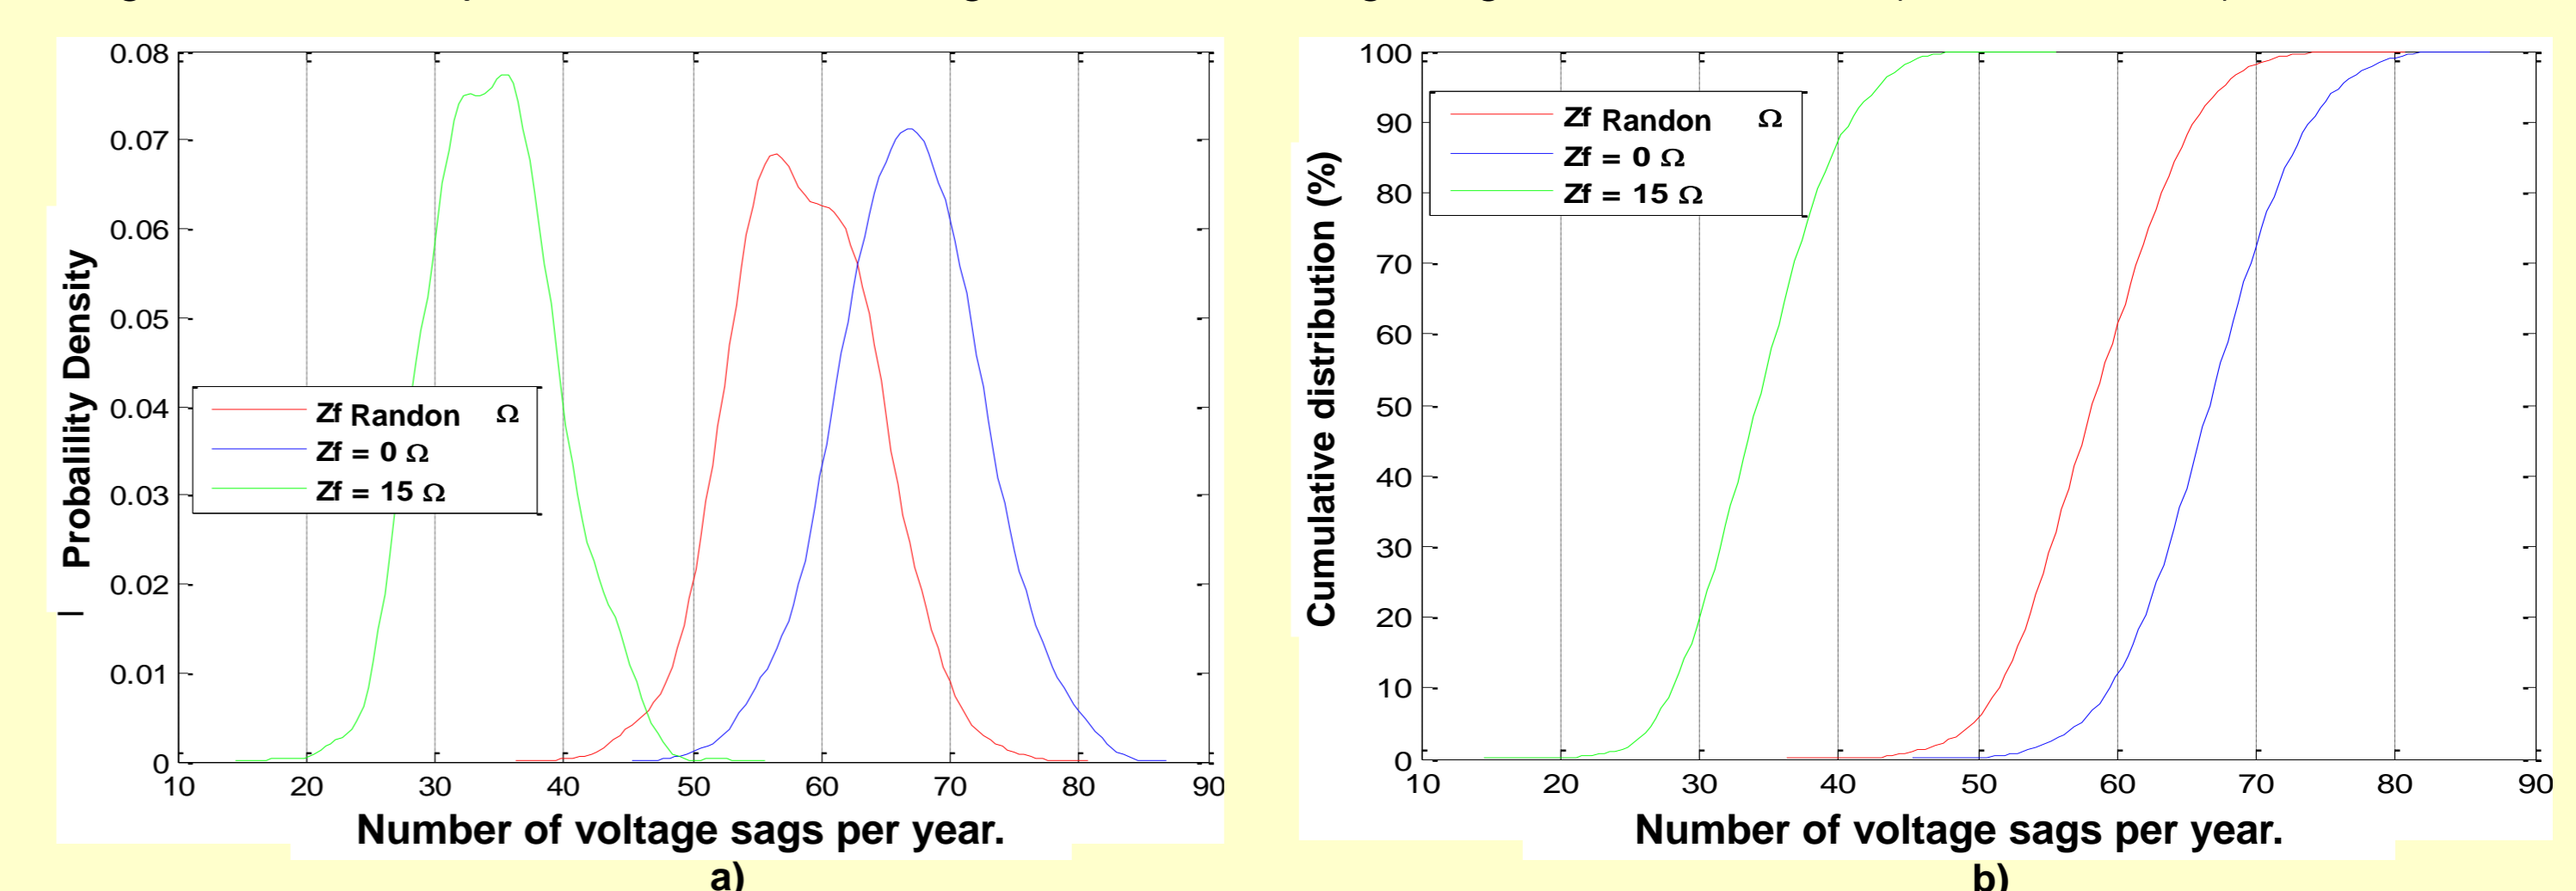 0.08
0.07
0.06
0.05
0.04
0.03
0.02
0.01
0
Probalility Density
Zf Randon Ω
Zf = 0 Ω
Zf = 15 Ω
10 20 30 40 50 60 70 80 90
Number of voltage sags per year.
a)
100
90
80
70
60
50
40
30
20
10
0
Cumulative distribution (%)
Zf Randon Ω
Zf = 0 Ω
Zf = 15 Ω
10 20 30 40 50 60 70 80 90
Number of voltage sags per year.
b)